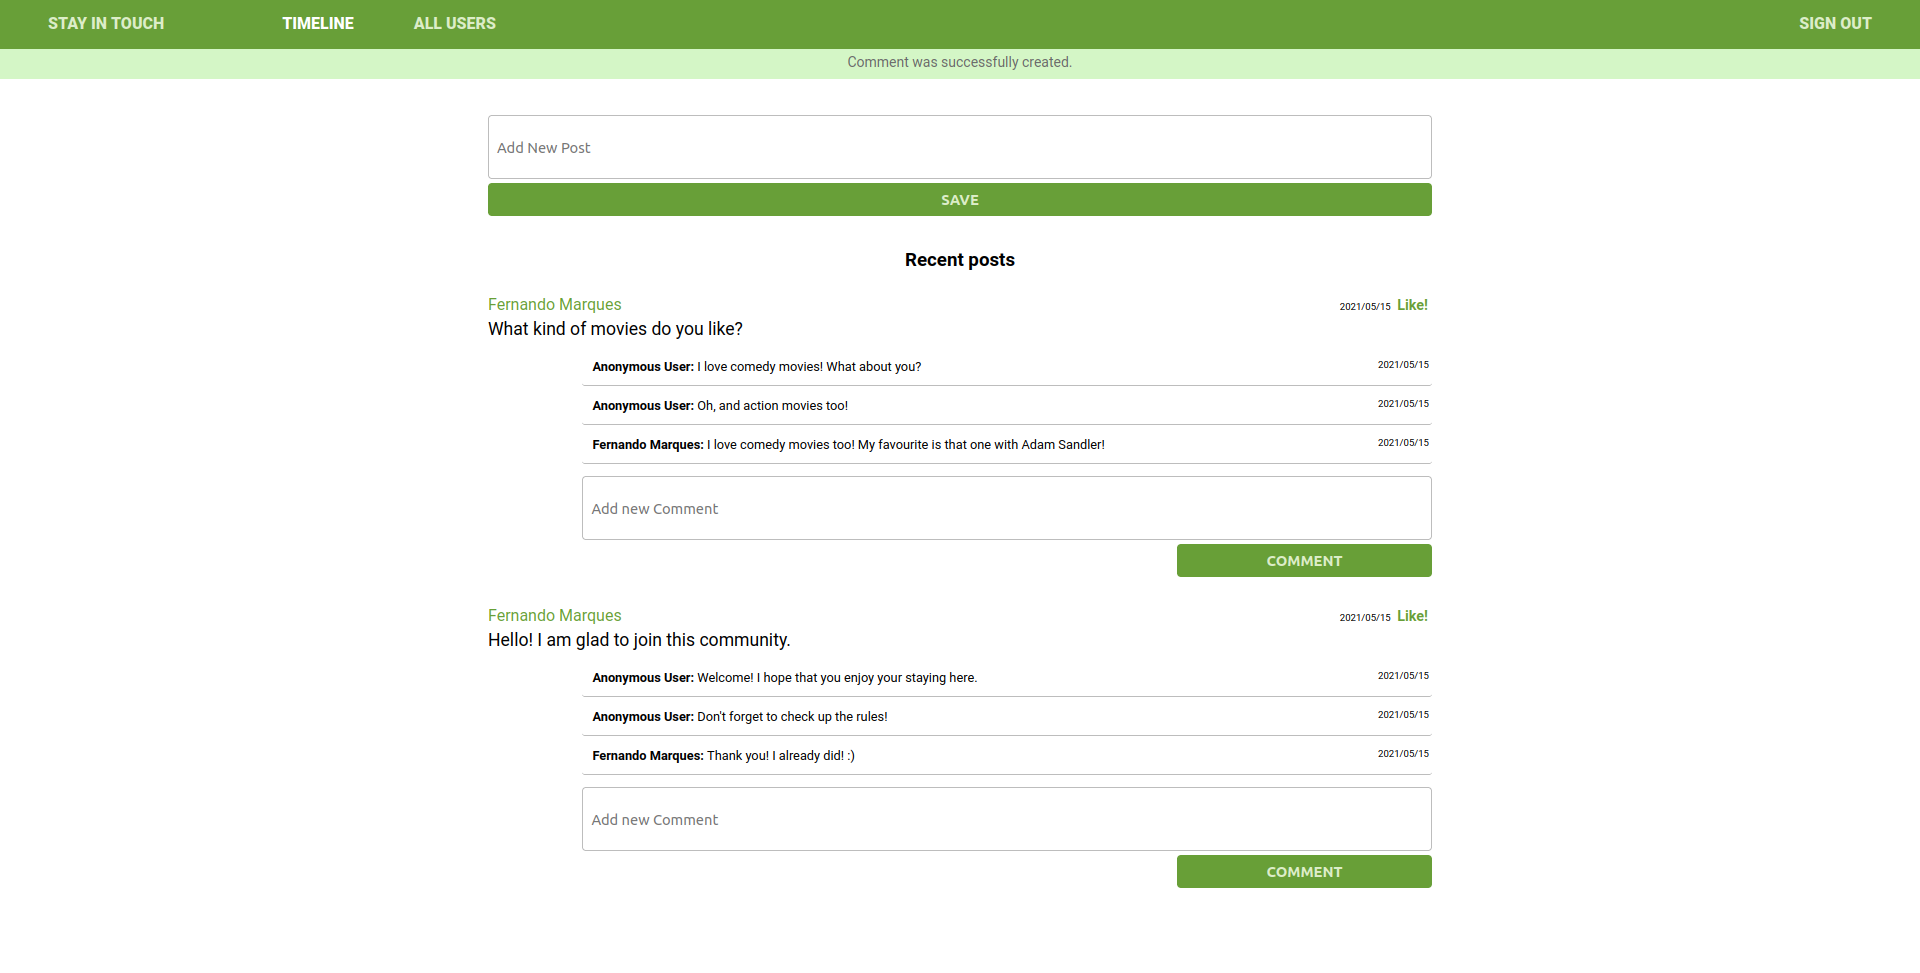 STAY IN TOUCH TIMELINE ALL USERS SIGN OUT
Comment was successfully created.
Add New Post
SAVE
Recent posts
Fernando Marques 2021/05/15 Like!
What kind of movies do you like?
Anonymous User: I love comedy movies! What about you? 2021/05/15
Anonymous User: Oh, and action movies too! 2021/05/15
Fernando Marques: I love comedy movies too! My favourite is that one with Adam Sandler! 2021/05/15
Add new Comment
COMMENT
Fernando Marques 2021/05/15 Like!
Hello! I am glad to join this community.
Anonymous User: Welcome! I hope that you enjoy your staying here. 2021/05/15
Anonymous User: Don't forget to check up the rules! 2021/05/15
Fernando Marques: Thank you! I already did! :) 2021/05/15
Add new Comment
COMMENT